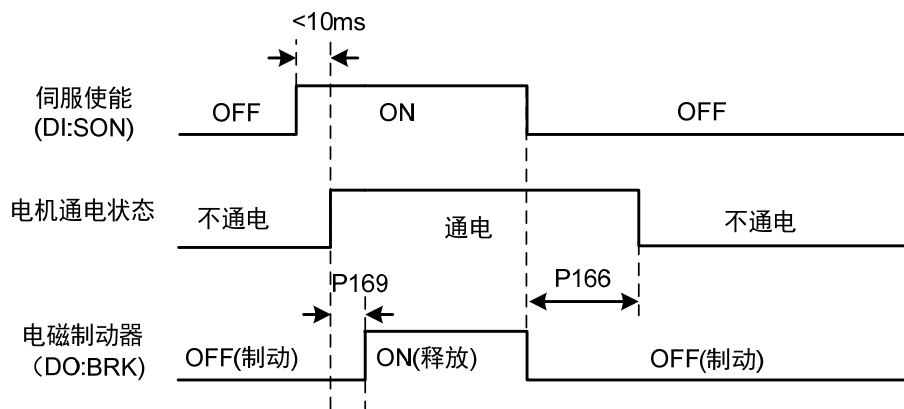 <10ms
伺服使能
(DI:SON)
OFF
ON
OFF
电机通电状态
不通电
通电
不通电
P169
P166
电磁制动器
（DO:BRK)
OFF(制动)
ON(释放)
OFF(制动)